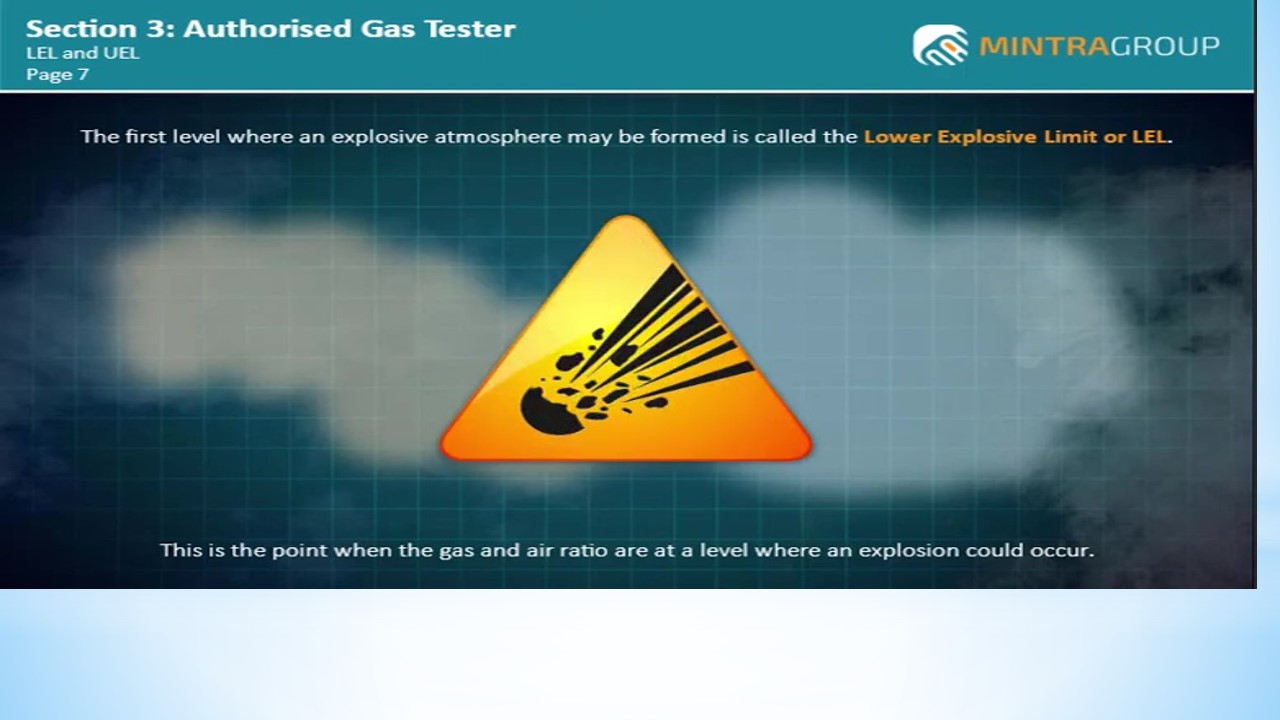 Section 3: Authorised Gas Tester
LEL and UEL
Page 7
MINTRAGROUP
The first level where an explosive atmosphere may be formed is called the Lower Explosive Limit or LEL.
This is the point when the gas and air ratio are at a level where an explosion could occur.